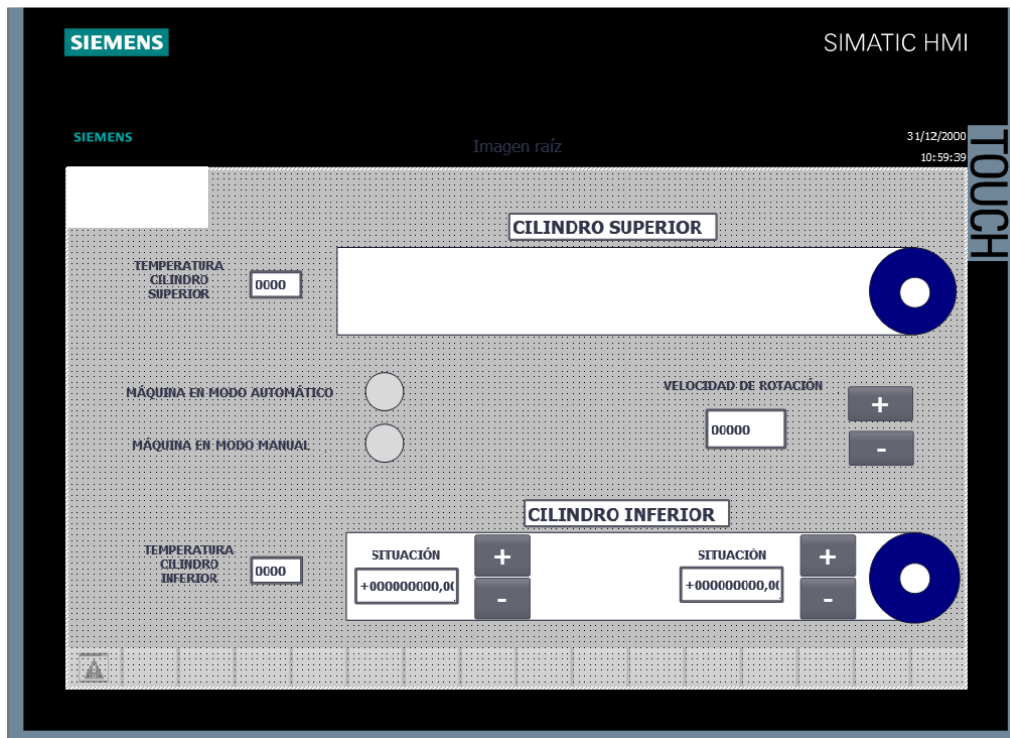 SIEMENS
SIMATIC HMI
TOUCH
SIEMENS
Imagen raíz
31/12/2000
10:59:39
CILINDRO SUPERIOR
TEMPERATURA
CILINDRO
SUPERIOR
0000
MÁQUINA EN MODO AUTOMÁTICO
VELOCIDAD DE ROTACIÓN
+
00000
MÁQUINA EN MODO MANUAL
-
CILINDRO INFERIOR
TEMPERATURA
CILINDRO
INFERIOR
0000
SITUACIÓN
+
+000000000,0(
-
SITUACIÓN
+
+000000000,0(
-